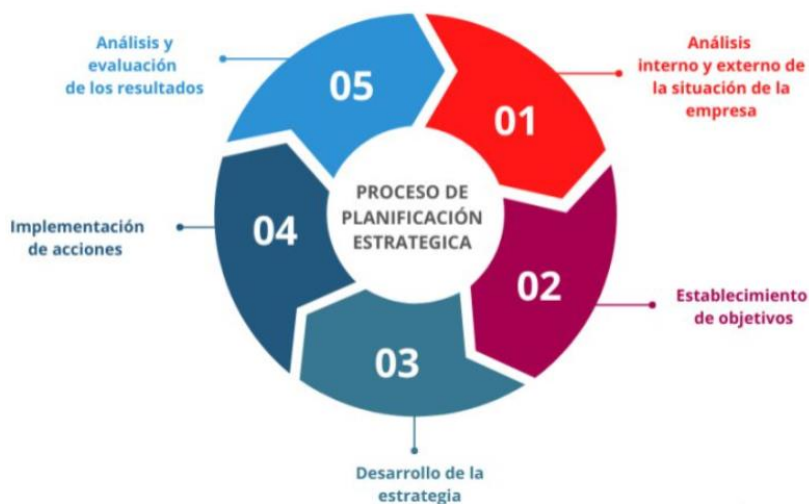 PROCESO DE
PLANIFICACIÓN
ESTRATEGICA
01
Análisis
interno y externo de
la situación de la
empresa
02
Establecimiento
de objetivos
03
Desarrollo de la
estrategia
04
Implementación
de acciones
05
Análisis y
evaluación
de los resultados